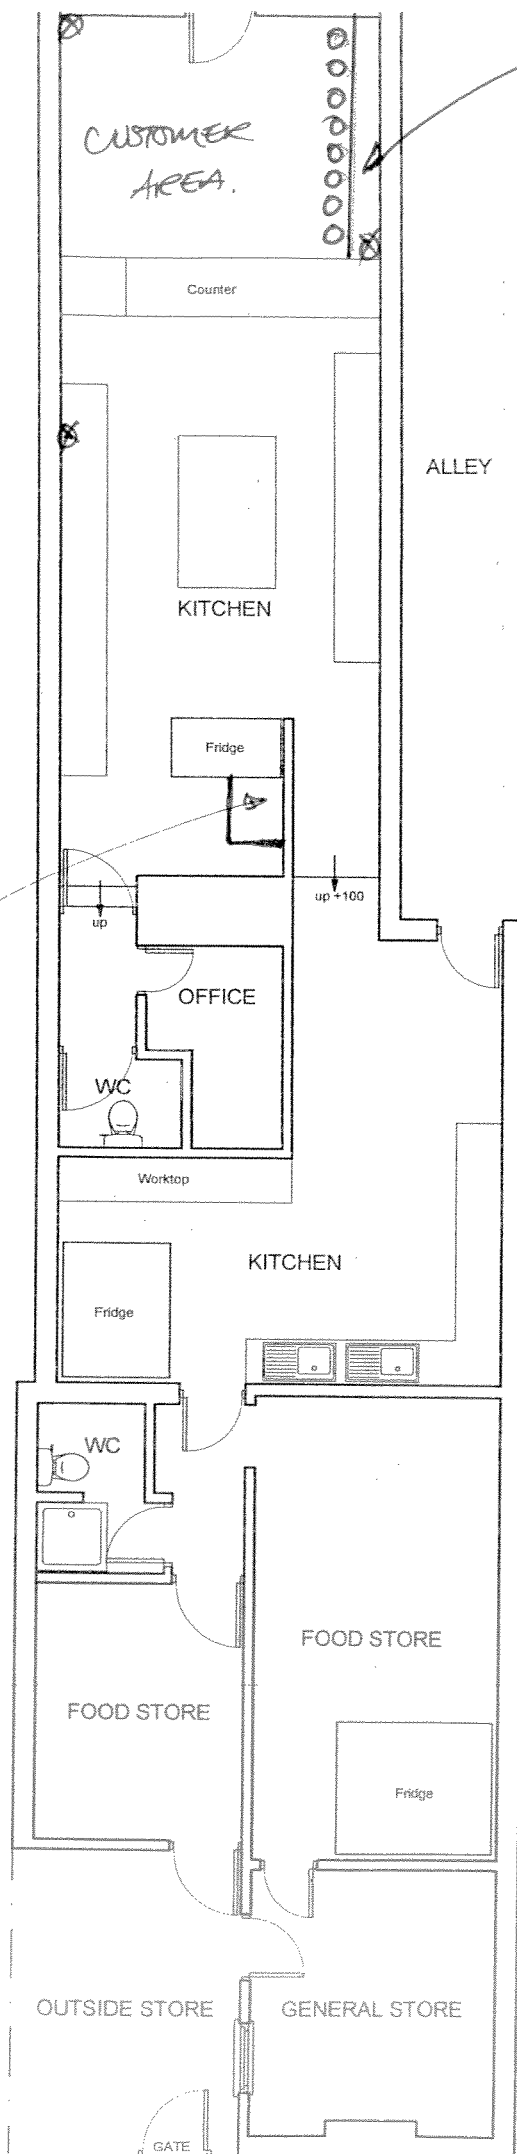 CUSTOMER
AREA.
Counter
ALLEY
KITCHEN
Fridge
up
up +100
OFFICE
WC
Worktop
KITCHEN
Fridge
WC
FOOD STORE
FOOD STORE
Fridge
OUTSIDE STORE
GENERAL STORE
GATE